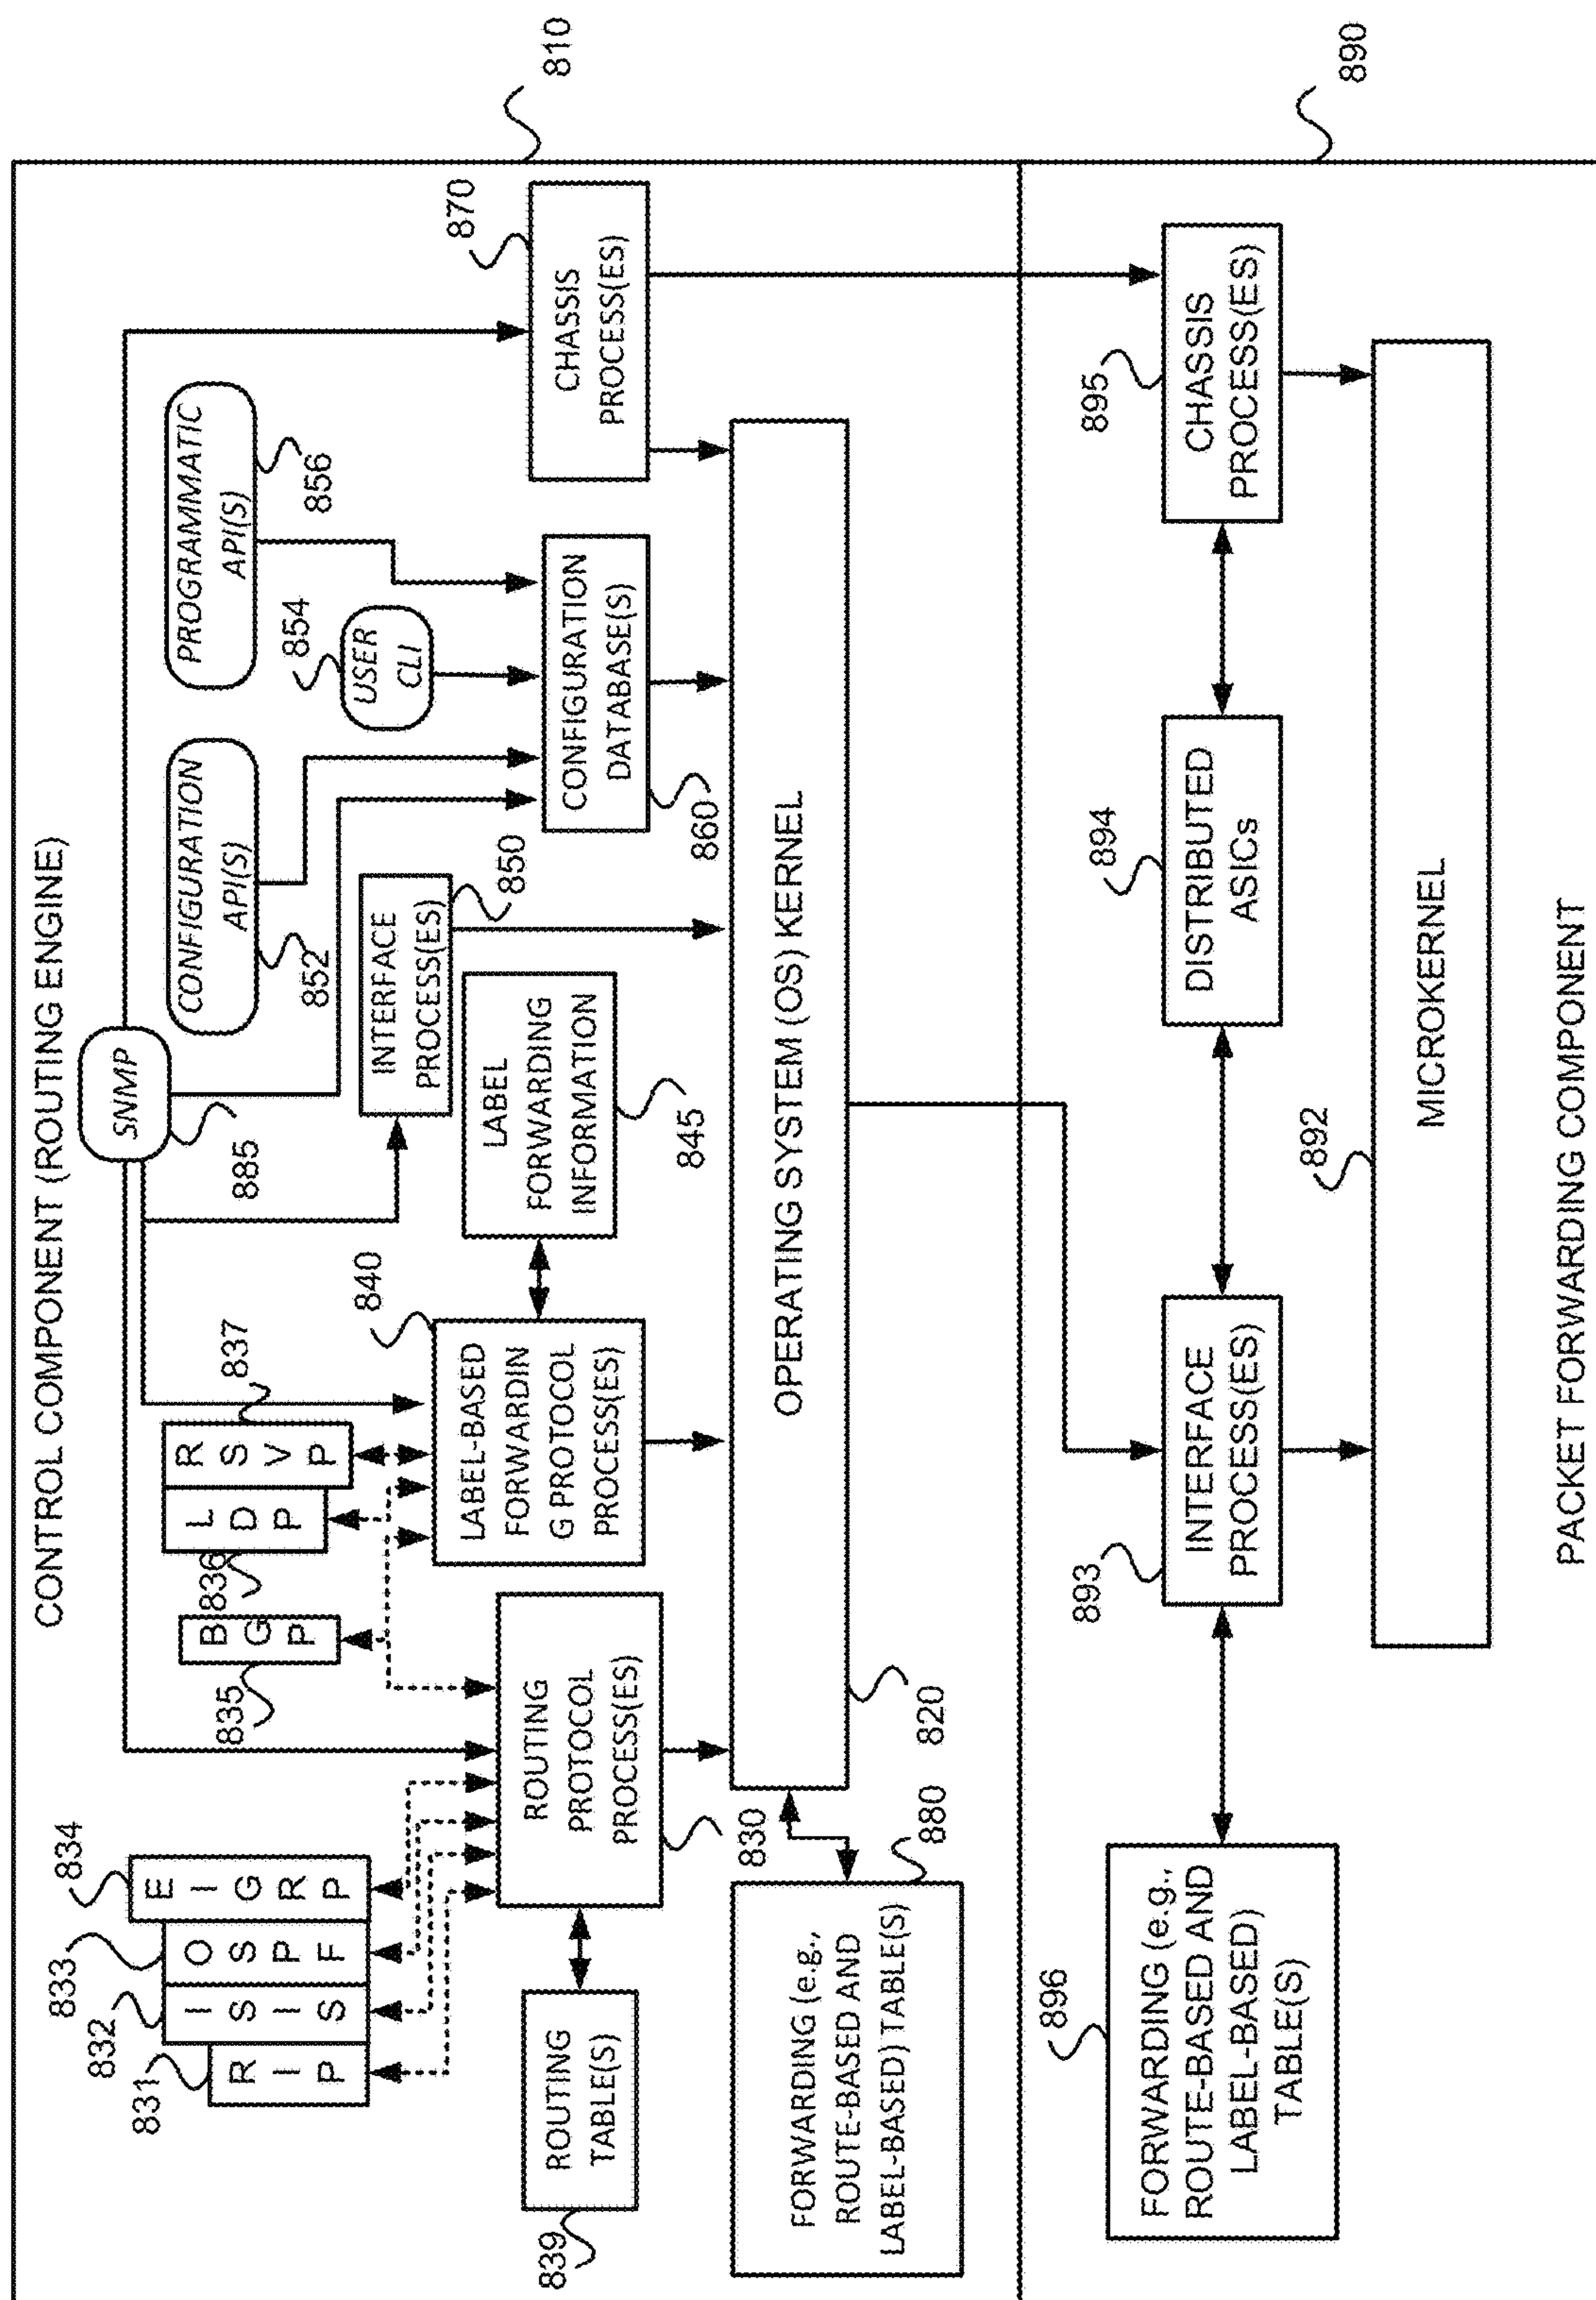 CONTROL COMPONENT (ROUTING ENGINE)
810
SNMP
885
831
R
I
P
832
I
S
I
S
833
O
S
P
F
834
E
I
G
R
P
835
B
G
P
836
L
D
P
837
R
S
V
P
CONFIGURATION
API(S)
852
USER
CLI
854
PROGRAMMATIC
API(S)
856
ROUTING
TABLE(S)
839
ROUTING
PROTOCOL
PROCESS(ES)
830
LABEL-BASED
FORWARDIN
G PROTOCOL
PROCESS(ES)
840
LABEL
FORWARDING
INFORMATION
845
INTERFACE
PROCESS(ES)
850
CONFIGURATION
DATABASE(S)
860
CHASSIS
PROCESS(ES)
870
FORWARDING (e.g.,
ROUTE-BASED AND
LABEL-BASED) TABLE(S)
880
OPERATING SYSTEM (OS) KERNEL
820
890
FORWARDING (e.g.,
ROUTE-BASED AND
LABEL-BASED)
TABLE(S)
896
INTERFACE
PROCESS(ES)
893
DISTRIBUTED
ASICs
894
CHASSIS
PROCESS(ES)
895
MICROKERNEL
892
PACKET FORWARDING COMPONENT